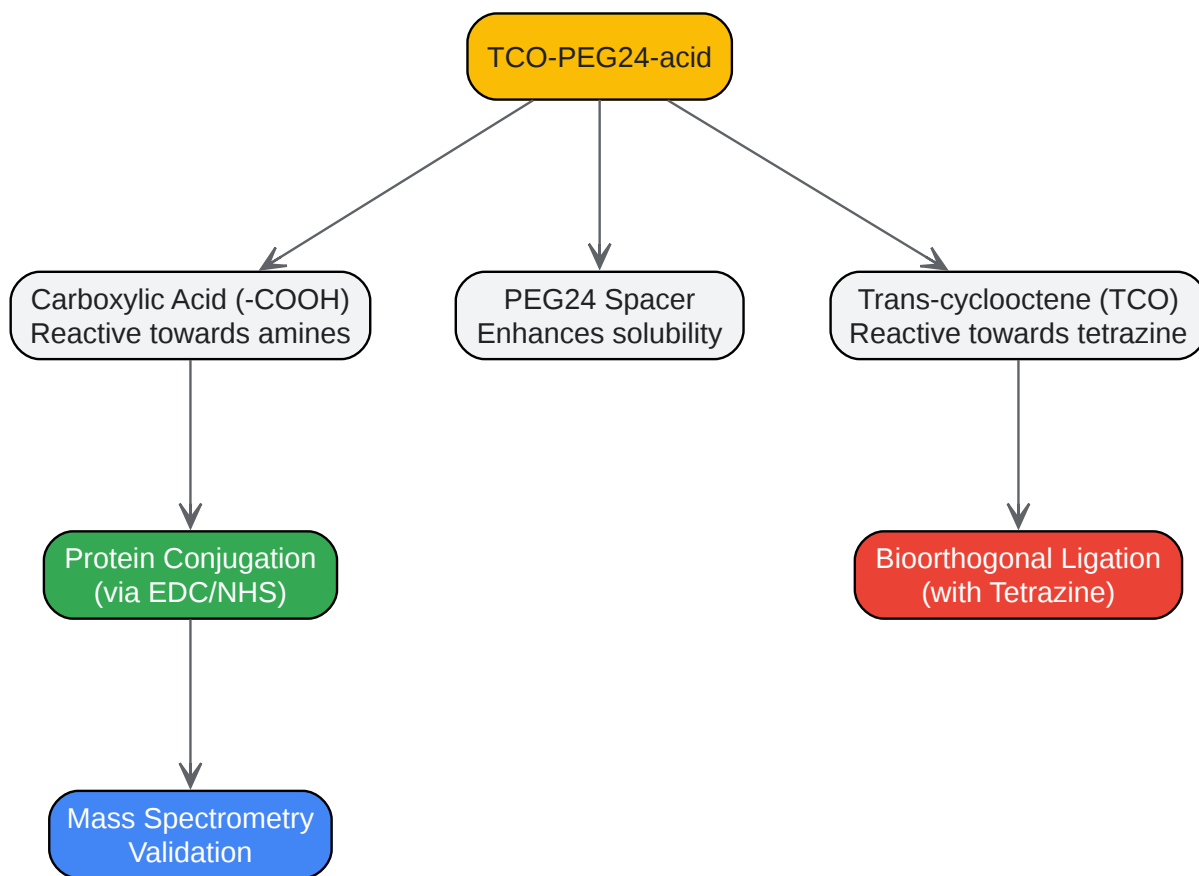 TCO-PEG24-acid
Carboxylic Acid (-COOH)
Reactive towards amines
PEG24 Spacer
Enhances solubility
Trans-cyclooctene (TCO)
Reactive towards tetrazine
Protein Conjugation
(via EDC/NHS)
Bioorthogonal Ligation
(with Tetrazine)
Mass Spectrometry
Validation